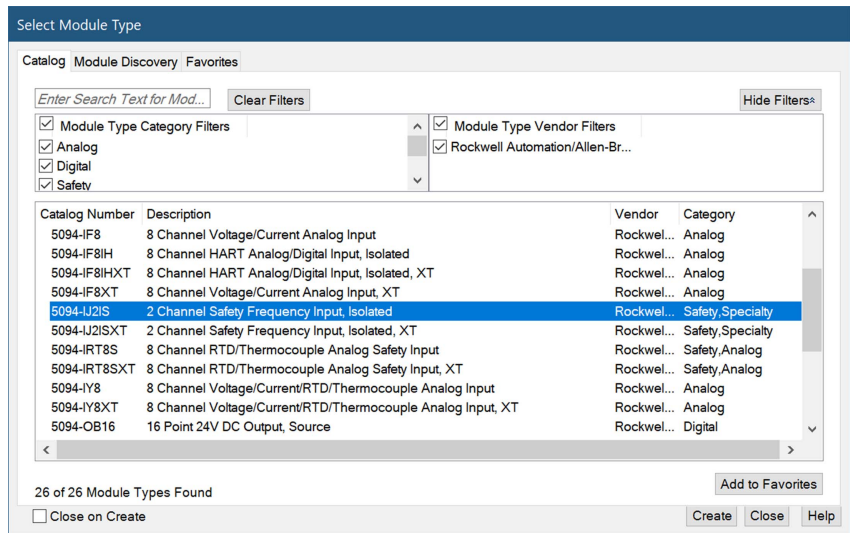 Select Module Type
Catalog Module Discovery Favorites
Enter Search Text for Mod... Clear Filters Hide Filters
Module Type Category Filters Module Type Vendor Filters
Analog Rockwell Automation/Allen-Br...
Digital
Safety
Catalog Number Description Vendor Category
5094-IF8 8 Channel Voltage/Current Analog Input Rockwel... Analog
5094-IF8IH 8 Channel HART Analog/Digital Input, Isolated Rockwel... Analog
5094-IF8IHXT 8 Channel HART Analog/Digital Input, Isolated, XT Rockwel... Analog
5094-IF8XT 8 Channel Voltage/Current Analog Input, XT Rockwel... Analog
5094-IJ2IS 2 Channel Safety Frequency Input, Isolated Rockwel... Safety,Specialty
5094-IJ2ISXT 2 Channel Safety Frequency Input, Isolated, XT Rockwel... Safety,Specialty
5094-IRT8S 8 Channel RTD/Thermocouple Analog Safety Input Rockwel... Safety,Analog
5094-IRT8SXT 8 Channel RTD/Thermocouple Analog Safety Input, XT Rockwel... Safety,Analog
5094-IY8 8 Channel Voltage/Current/RTD/Thermocouple Analog Input Rockwel... Analog
5094-IY8XT 8 Channel Voltage/Current/RTD/Thermocouple Analog Input, XT Rockwel... Analog
5094-OB16 16 Point 24V DC Output, Source Rockwel... Digital
26 of 26 Module Types Found Add to Favorites
Close on Create Create Close Help